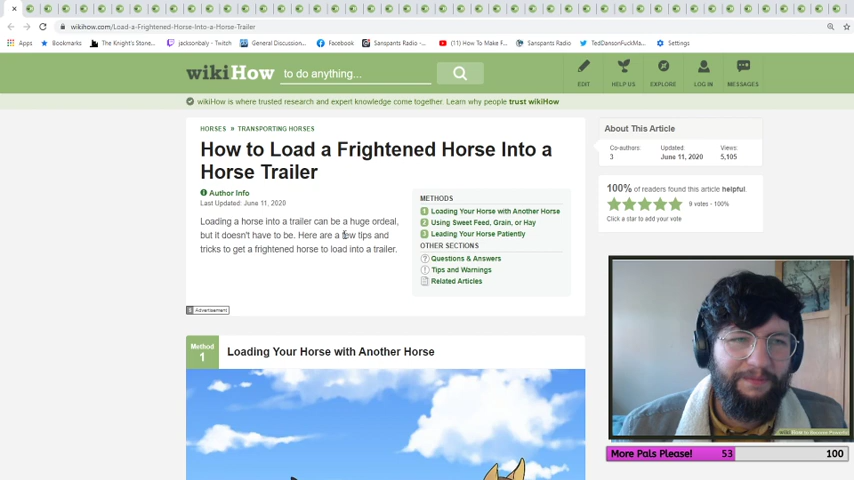 wikihow.com/Load-a-Frightened-Horse-Into-a-Horse-Trailer
Apps
Bookmarks
The Knight's Stone...
jacksonbaly - Twitch
General Discussion...
Facebook
Sanspants Radio -...
(11) How To Make F...
Sanspants Radio
TedDansonFuckMa...
Settings
wikiHow to do anything...
EDIT
HELP US
EXPLORE
LOG IN
MESSAGES
wikiHow is where trusted research and expert knowledge come together. Learn why people trust wikiHow
HORSES » TRANSPORTING HORSES
How to Load a Frightened Horse Into a
Horse Trailer
Author Info
Last Updated: June 11, 2020
Loading a horse into a trailer can be a huge ordeal,
but it doesn't have to be. Here are a few tips and
tricks to get a frightened horse to load into a trailer.
METHODS
1 Loading Your Horse with Another Horse
2 Using Sweet Feed, Grain, or Hay
3 Loading Your Horse Patiently
OTHER SECTIONS
? Questions & Answers
! Tips and Warnings
Related Articles
Advertisement
Method
1
Loading Your Horse with Another Horse
About This Article
Co-authors:
3
Updated:
June 11, 2020
Views:
5,105
100% of readers found this article helpful.
9 votes - 100%
Click a star to add your vote
wikiHow to Become Powerful
More Pals Please!
53
100